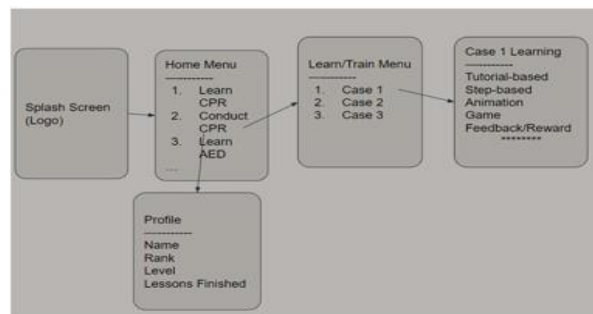 Splash Screen
(Logo)
Home Menu
-----------
1. Learn
CPR
2. Conduct
CPR
3. Learn
AED
...
Learn/Train Menu
-----------
1. Case 1
2. Case 2
3. Case 3
Case 1 Learning
-----------
Tutorial-based
Step-based
Animation
Game
Feedback/Reward
********
Profile
-----------
Name
Rank
Level
Lessons Finished